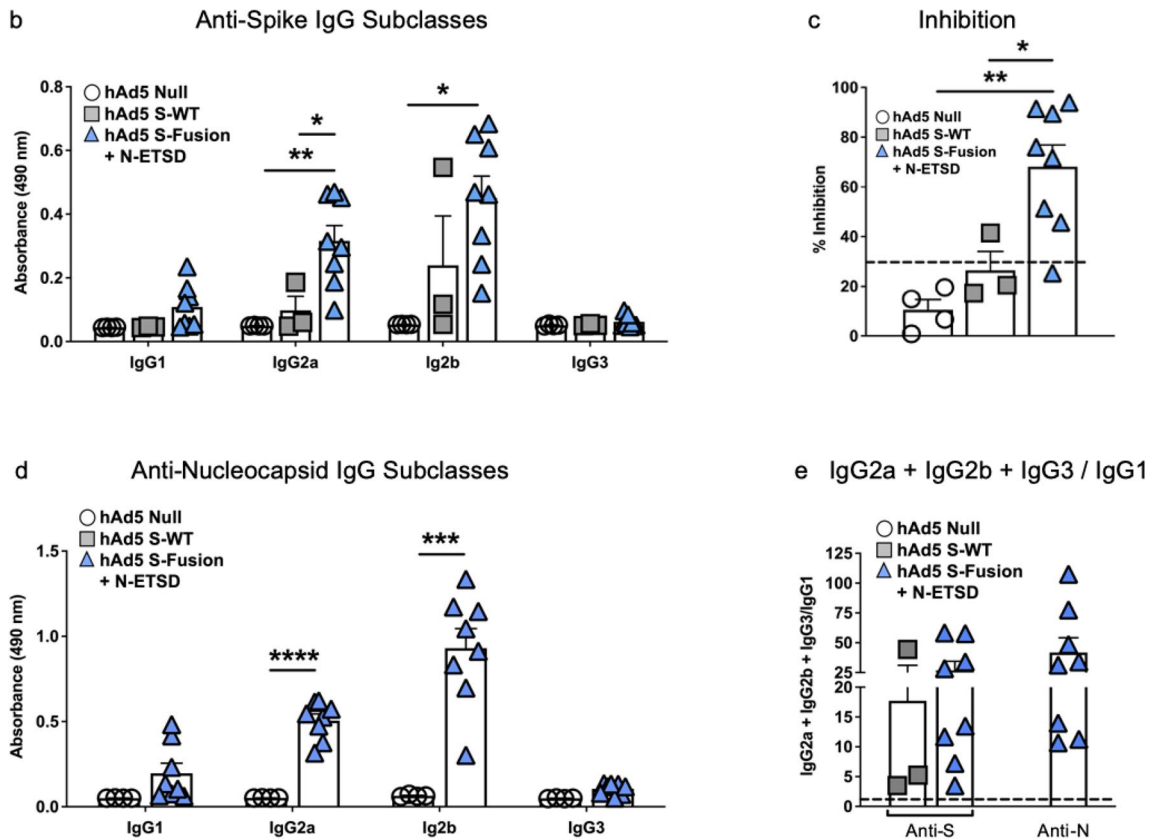 b Anti-Spike IgG Subclasses
hAd5 Null
hAd5 S-WT
hAd5 S-Fusion
+ N-ETSD
* ** *
Absorbance (490 nm)
0.8
0.6
0.4
0.2
0.0
IgG1 IgG2a Ig2b IgG3
c Inhibition
* **
hAd5 Null
hAd5 S-WT
hAd5 S-Fusion
+ N-ETSD
% Inhibition
100
80
60
40
20
0
d Anti-Nucleocapsid IgG Subclasses
hAd5 Null
hAd5 S-WT
hAd5 S-Fusion
+ N-ETSD
**** ***
Absorbance (490 nm)
1.5
1.0
0.5
0.0
IgG1 IgG2a Ig2b IgG3
e IgG2a + IgG2b + IgG3 / IgG1
hAd5 Null
hAd5 S-WT
hAd5 S-Fusion
+ N-ETSD
IgG2a + IgG2b + IgG3/IgG1
125
100
75
50
25
20
15
10
5
0
Anti-S Anti-N